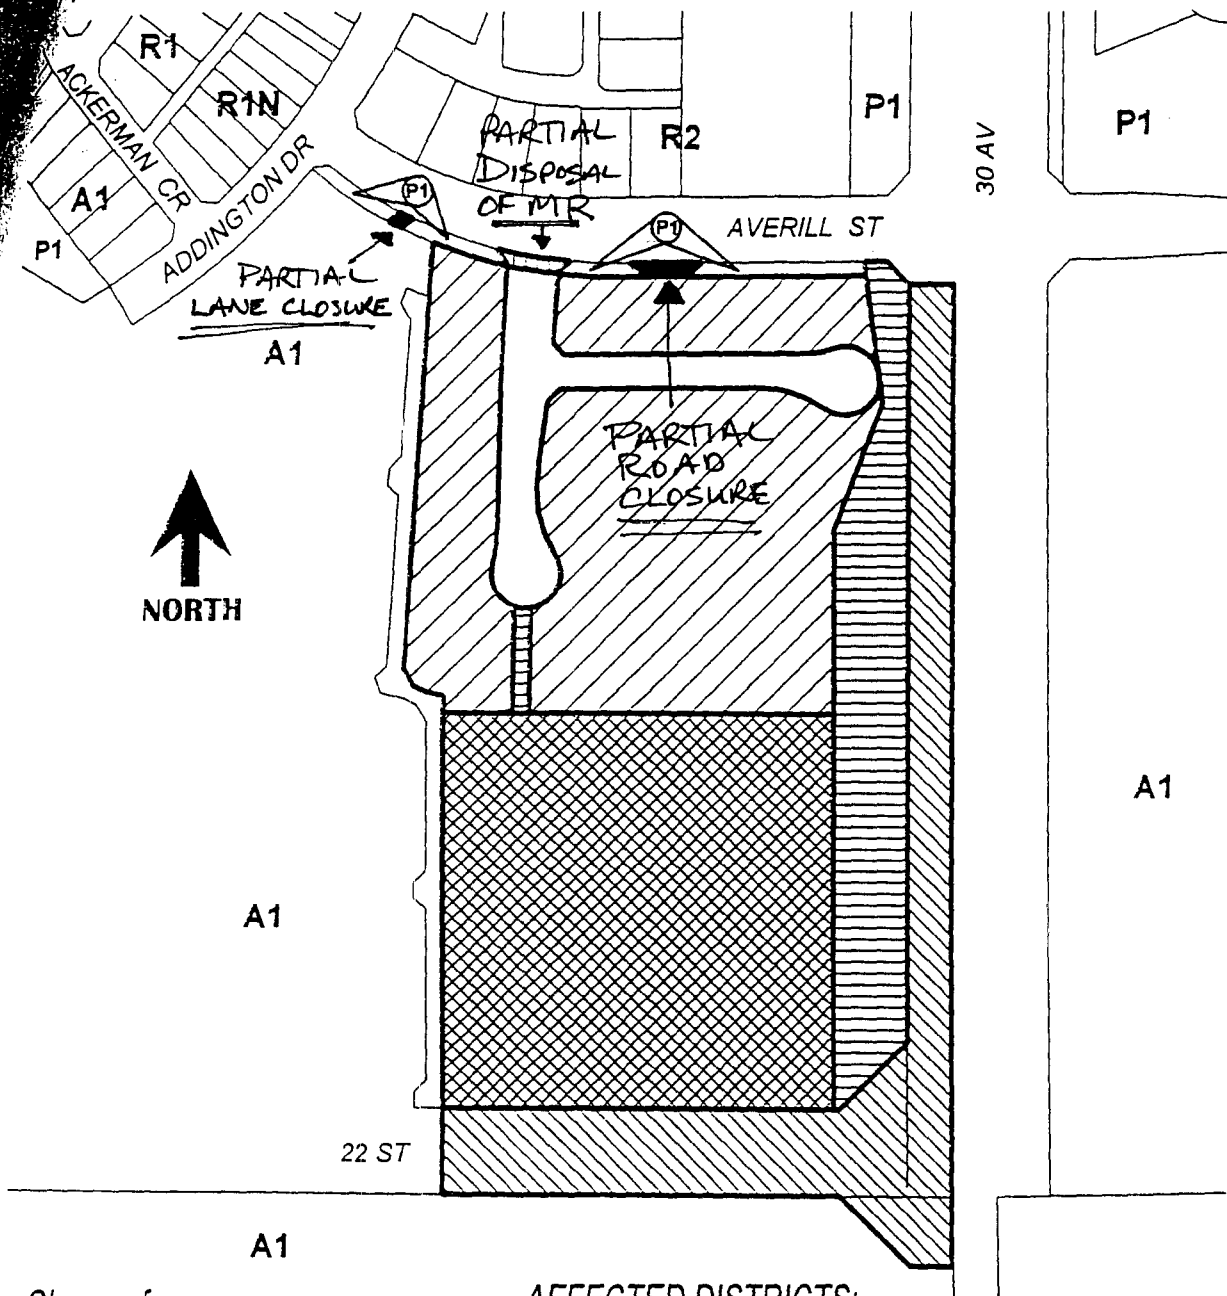 R1
R1N
ACKERMAN CR
A1
P1
ADDINGTON DR
PARTIAL
DISPOSAL
OF MR
R2
P1
30 AV
P1
P1
P1
AVERILL ST
PARTIAL
LANE CLOSURE
A1
PARTIAL
ROAD
CLOSURE
NORTH
A1
A1
22 ST
A1
AFFECTED DISTRICTS: